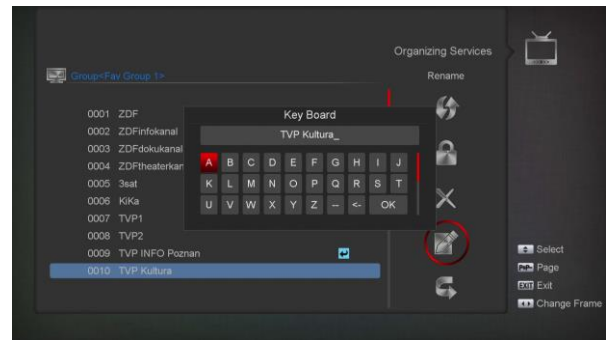 Organizing Services
Group<Fav Group 1>
Rename
0001 ZDF
0002 ZDFinfokanal
0003 ZDFdokukanal
0004 ZDFtheaterkan
0005 3sat
0006 KiKa
0007 TVP1
0008 TVP2
0009 TVP INFO Poznan
0010 TVP Kultura
Key Board
TVP Kultura_
A B C D E F G H I J
K L M N O P Q R S T
U V W X Y Z -- <- OK
Select
Page
EXIT Exit
Change Frame